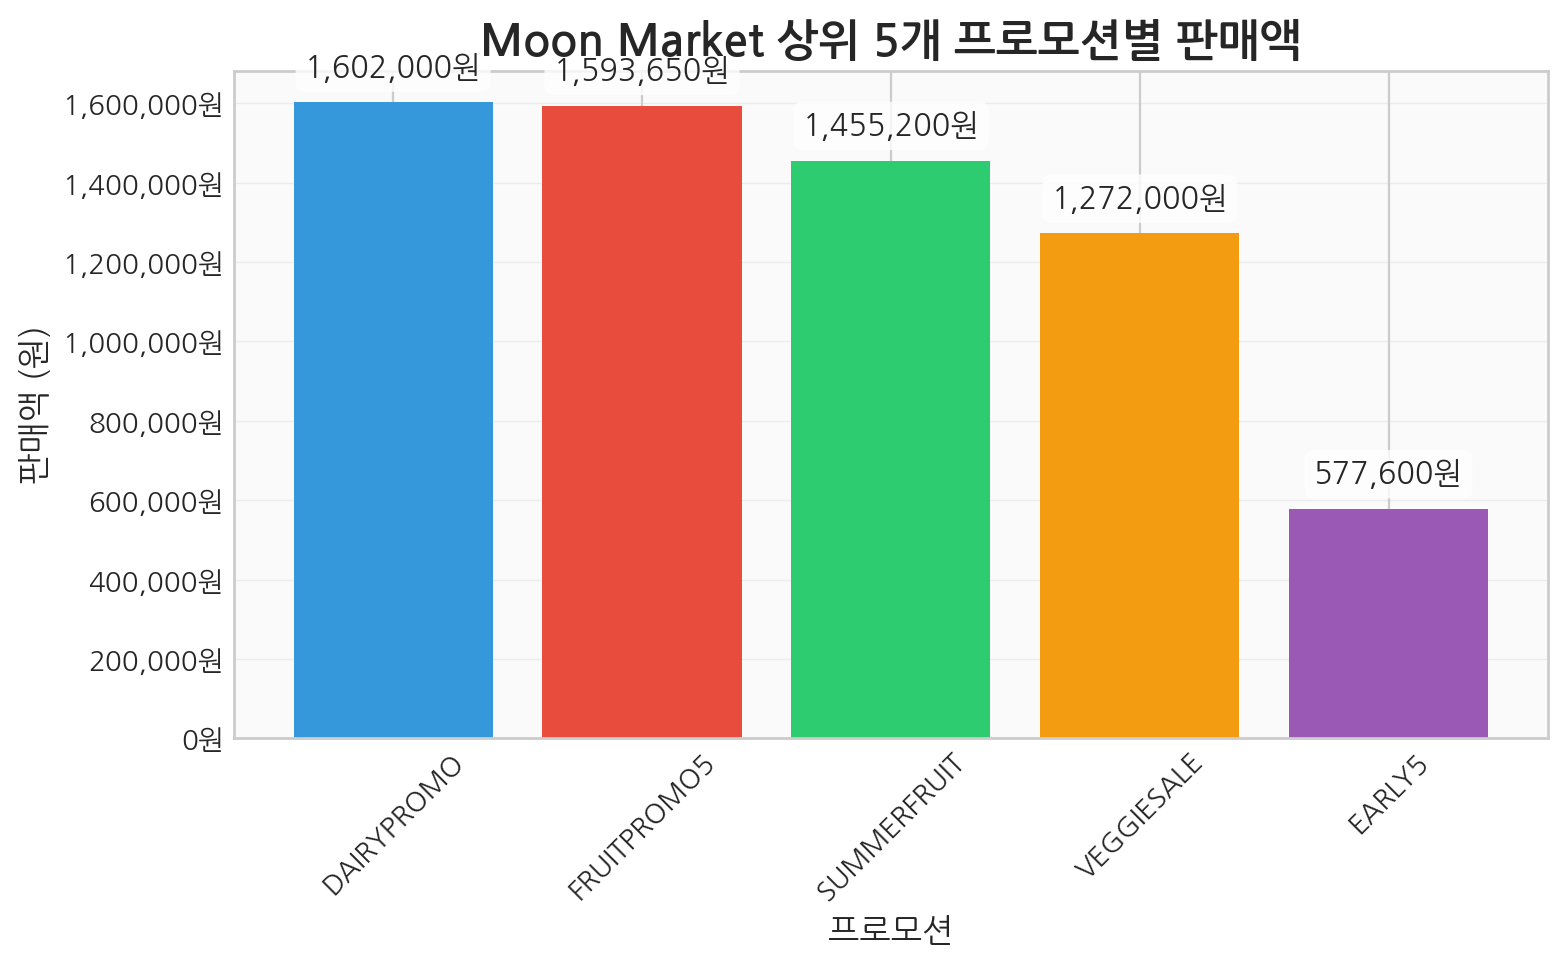 Moon Market 상위 5개 프로모션별 판매액
1,602,000원
1,593,650원
1,455,200원
1,272,000원
577,600원
1,600,000원
1,400,000원
1,200,000원
1,000,000원
800,000원
600,000원
400,000원
200,000원
0원
판매액 (원)
DAIRYPROMO
FRUITPROMO5
SUMMERFRUIT
VEGGIESALE
EARLY5
프로모션